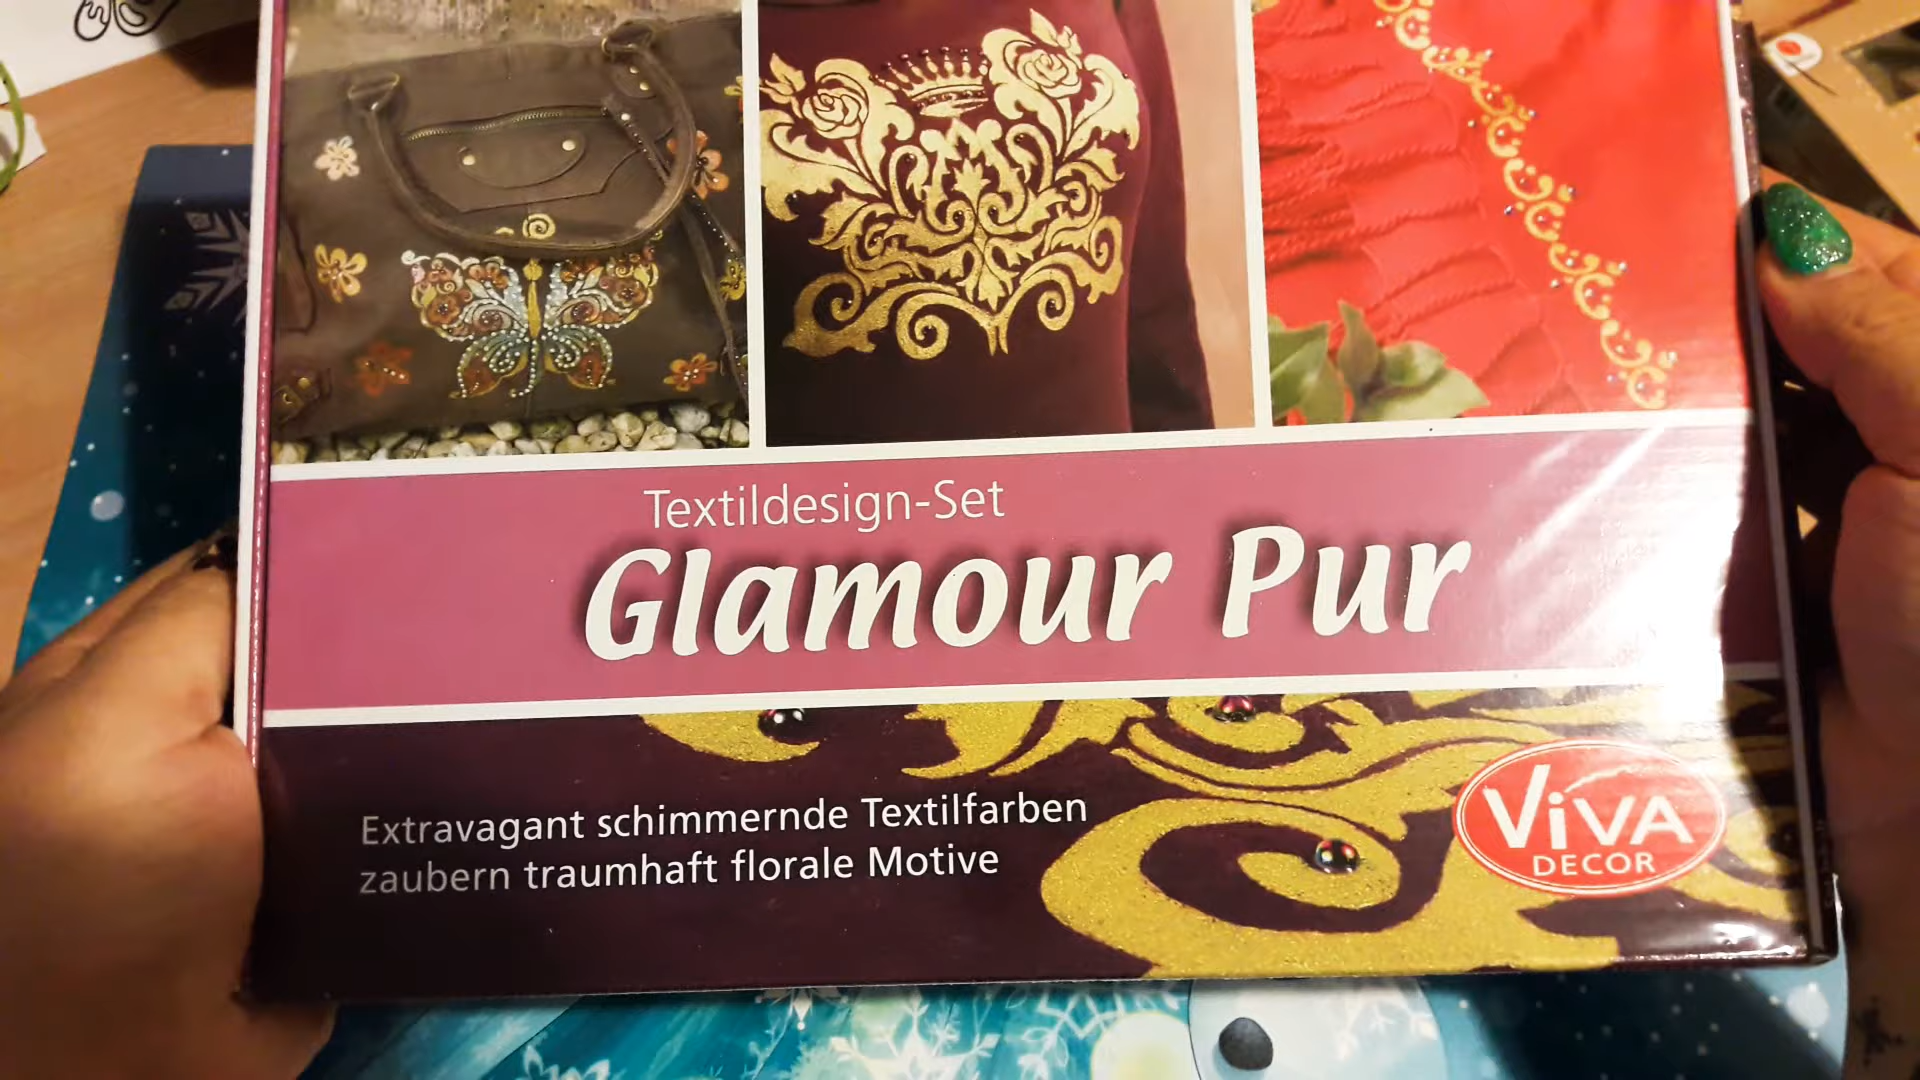 Textildesign-Set
Glamour Pur
Extravagant schimmernde Textilfarben
zaubern traumhaft florale Motive
ViVA
DECOR